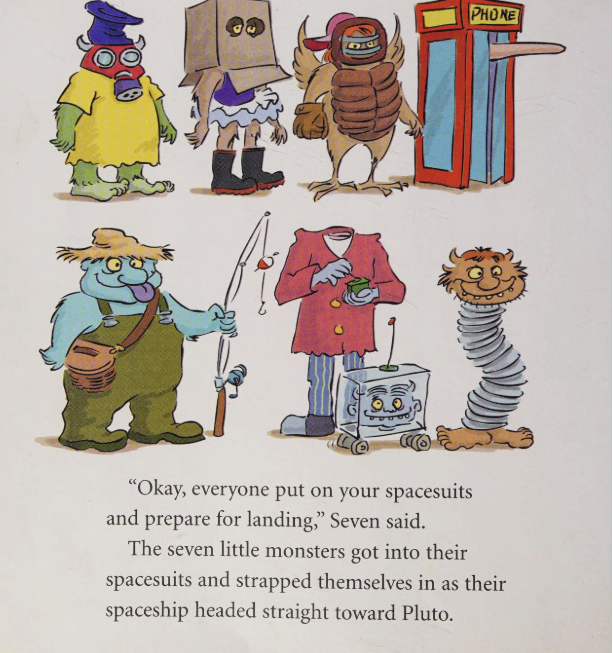 PHONE
“Okay, everyone put on your spacesuits
and prepare for landing,” Seven said.
The seven little monsters got into their
spacesuits and strapped themselves in as their
spaceship headed straight toward Pluto.